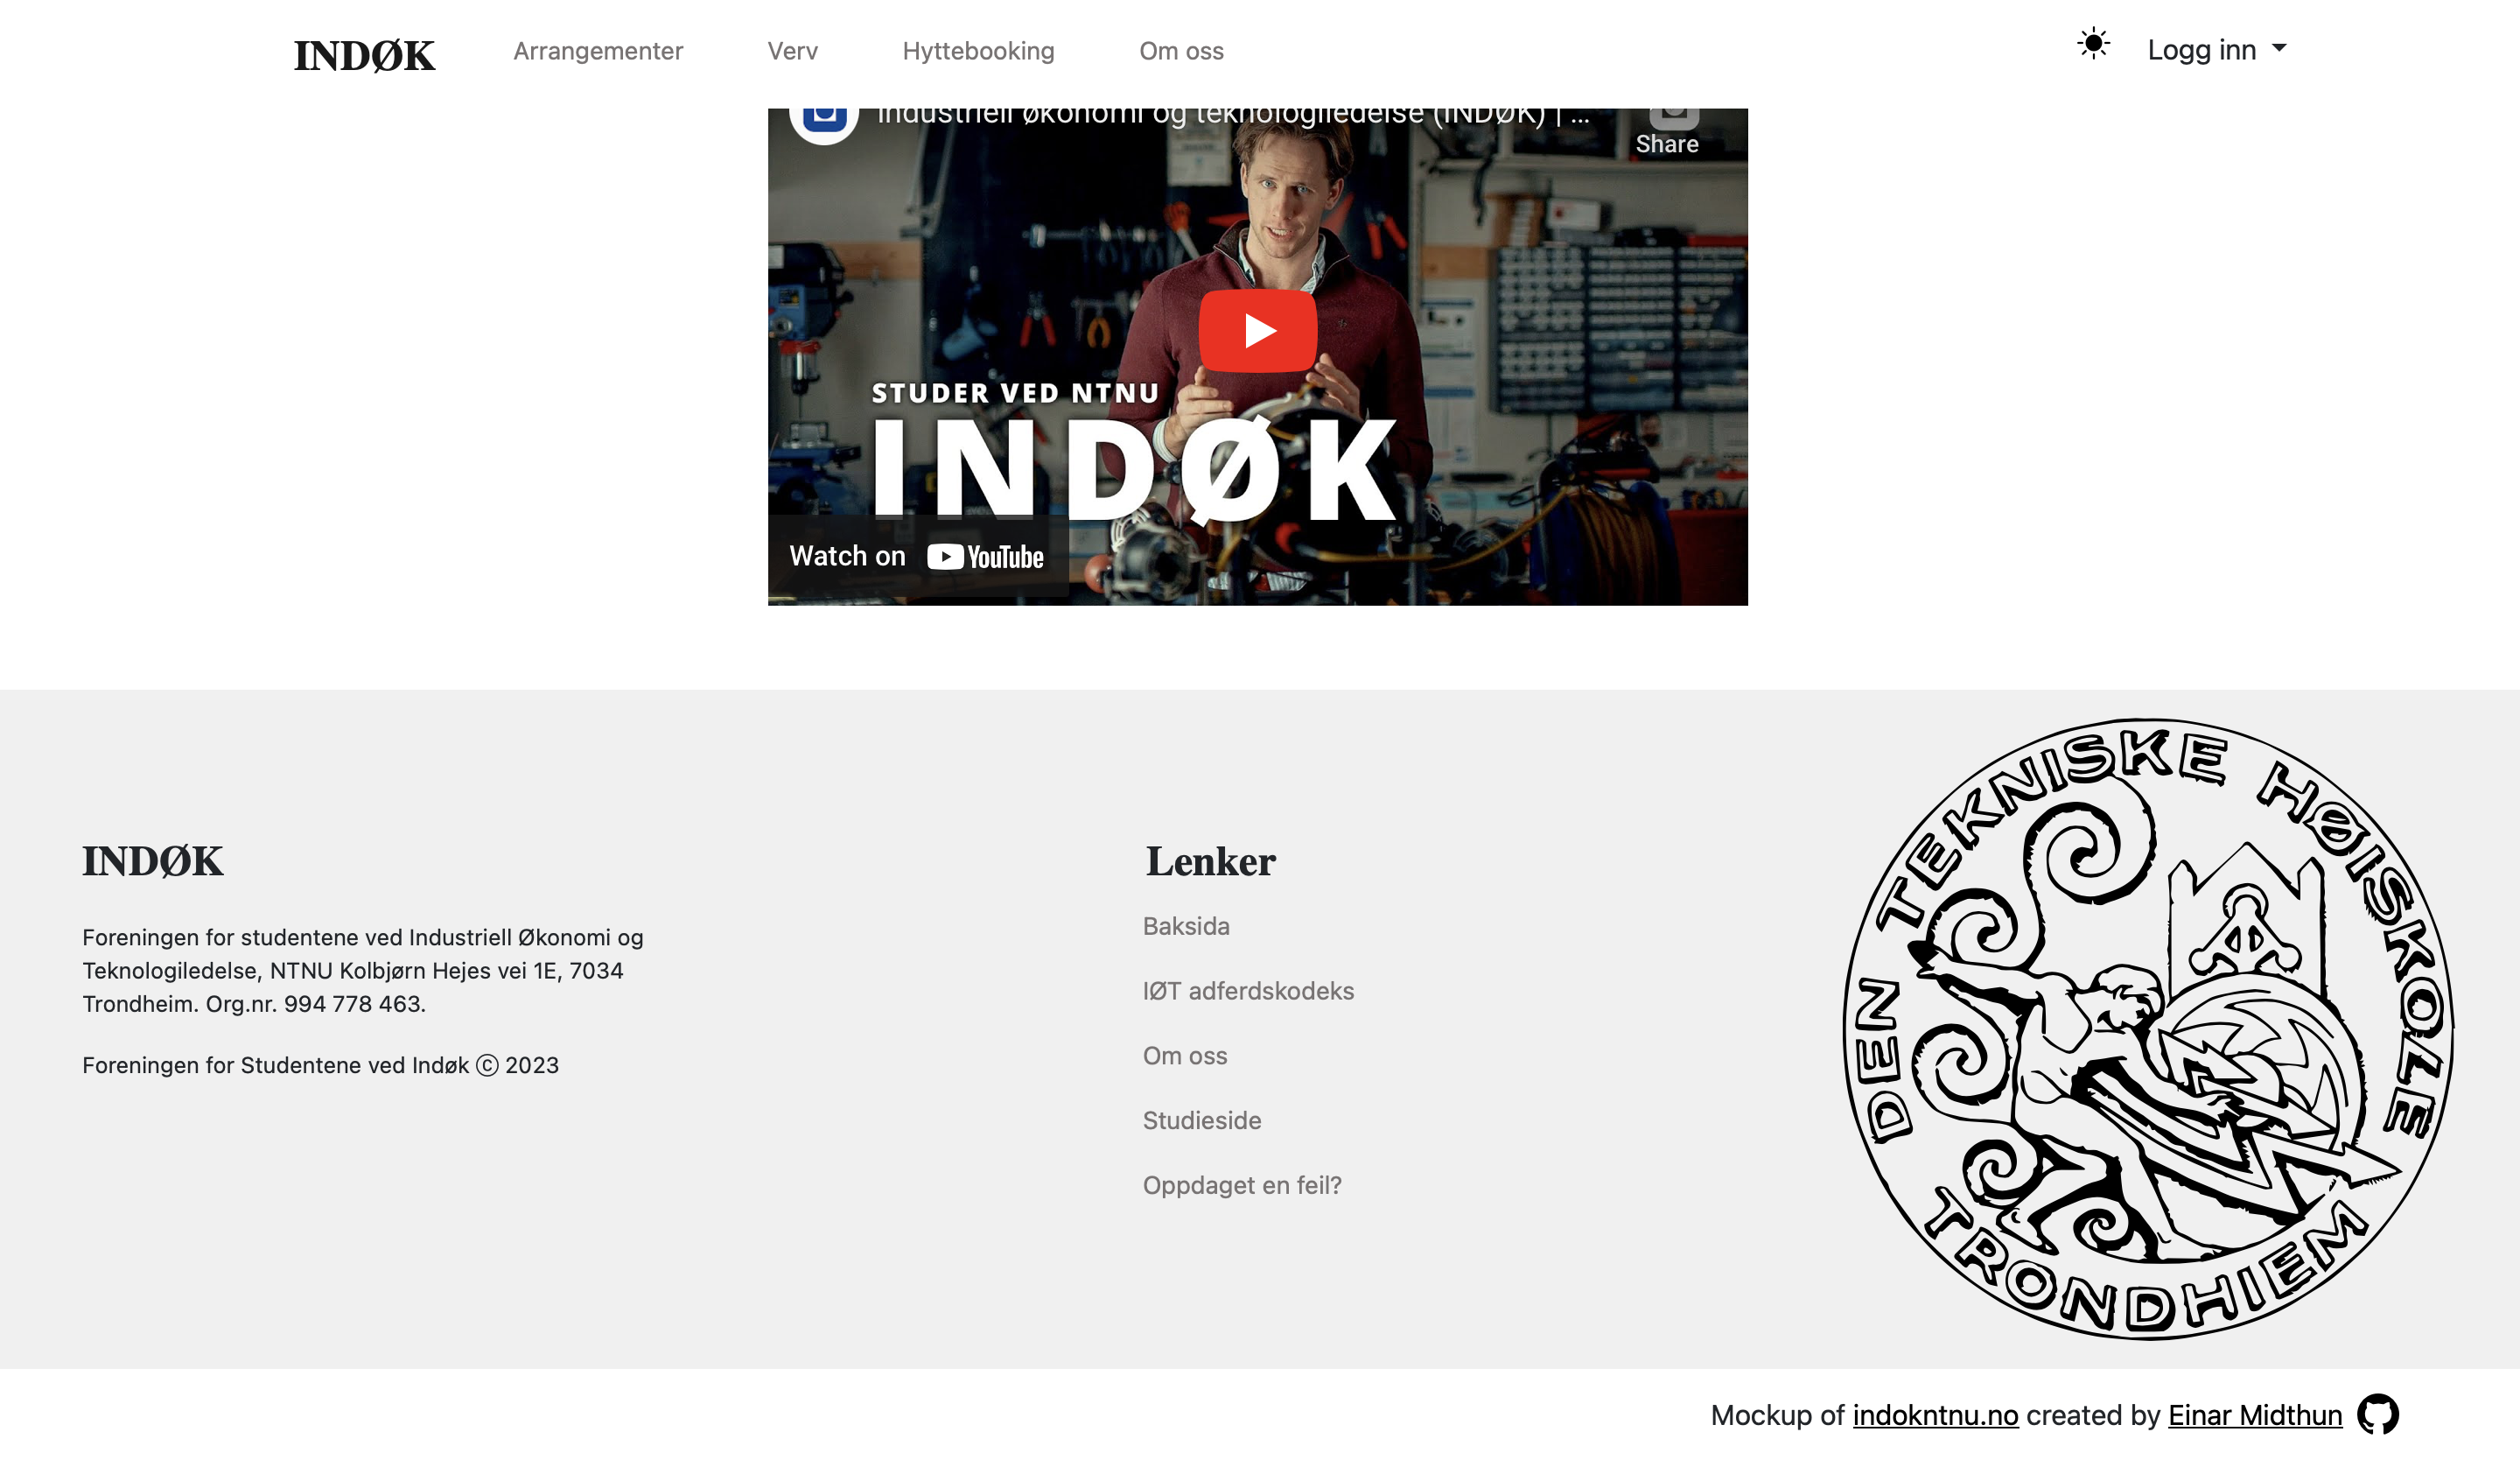 INDØK
Arrangementer
Verv
Hyttebooking
Om oss
Logg inn
Industriell økonomi og teknologiledelse (INDØK) | ...
Share
STUDER VED NTNU
INDØK
Watch on YouTube
INDØK
Foreningen for studentene ved Industriell Økonomi og
Teknologiledelse, NTNU Kolbjørn Hejes vei 1E, 7034
Trondheim. Org.nr. 994 778 463.
Foreningen for Studentene ved Indøk © 2023
Lenker
Baksida
IØT adferdskodeks
Om oss
Studieside
Oppdaget en feil?
DEN TEKNISKE HØISKOLE
TRONDHIEM
Mockup of indokntnu.no created by Einar Midthun